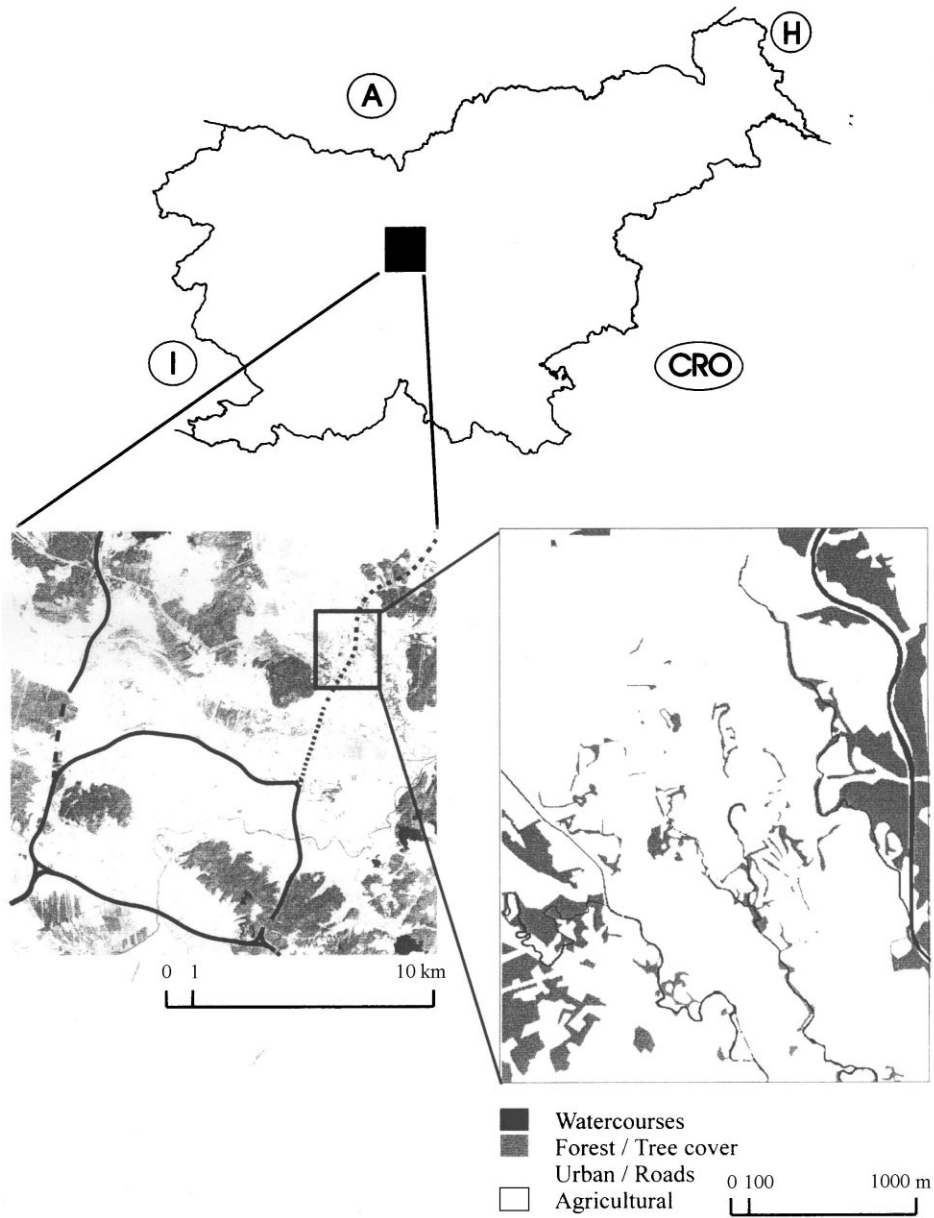 H
A
I
CRO
0 1 10 km
Watercourses
Forest / Tree cover
Urban / Roads
Agricultural
0 100 1000 m